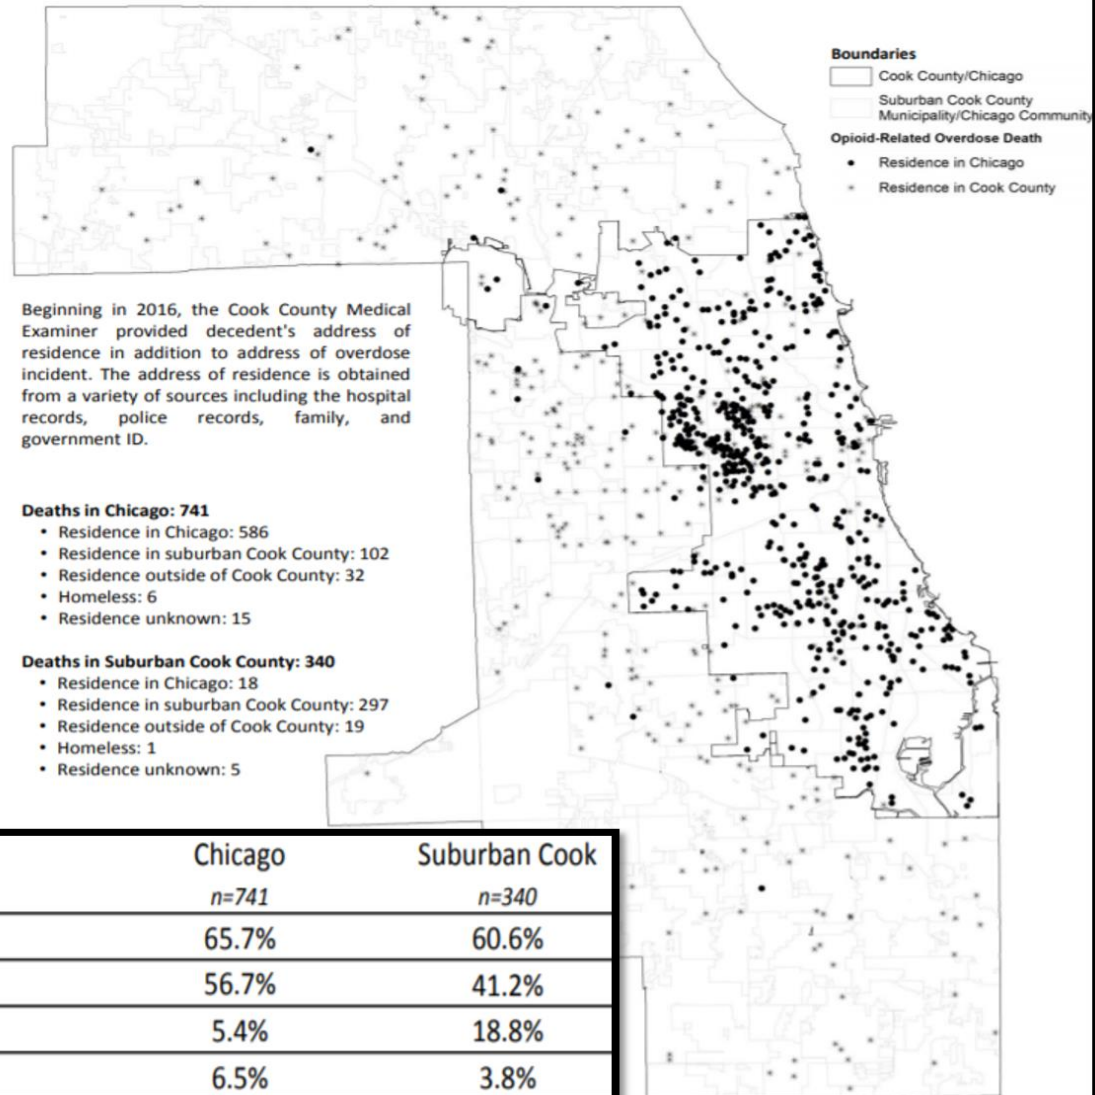 Boundaries
Cook County/Chicago
Suburban Cook County
Municipality/Chicago Community
Opioid-Related Overdose Death
Residence in Chicago
Residence in Cook County
Beginning in 2016, the Cook County Medical
Examiner provided decedent's address of
residence in addition to address of overdose
incident. The address of residence is obtained
from a variety of sources including the hospital
records, police records, family, and
government ID.
Deaths in Chicago: 741
• Residence in Chicago: 586
• Residence in suburban Cook County: 102
• Residence outside of Cook County: 32
• Homeless: 6
• Residence unknown: 15
Deaths in Suburban Cook County: 340
• Residence in Chicago: 18
• Residence in suburban Cook County: 297
• Residence outside of Cook County: 19
• Homeless: 1
• Residence unknown: 5
Chicago Suburban Cook
n=741 n=340
65.7% 60.6%
56.7% 41.2%
5.4% 18.8%
6.5% 3.8%